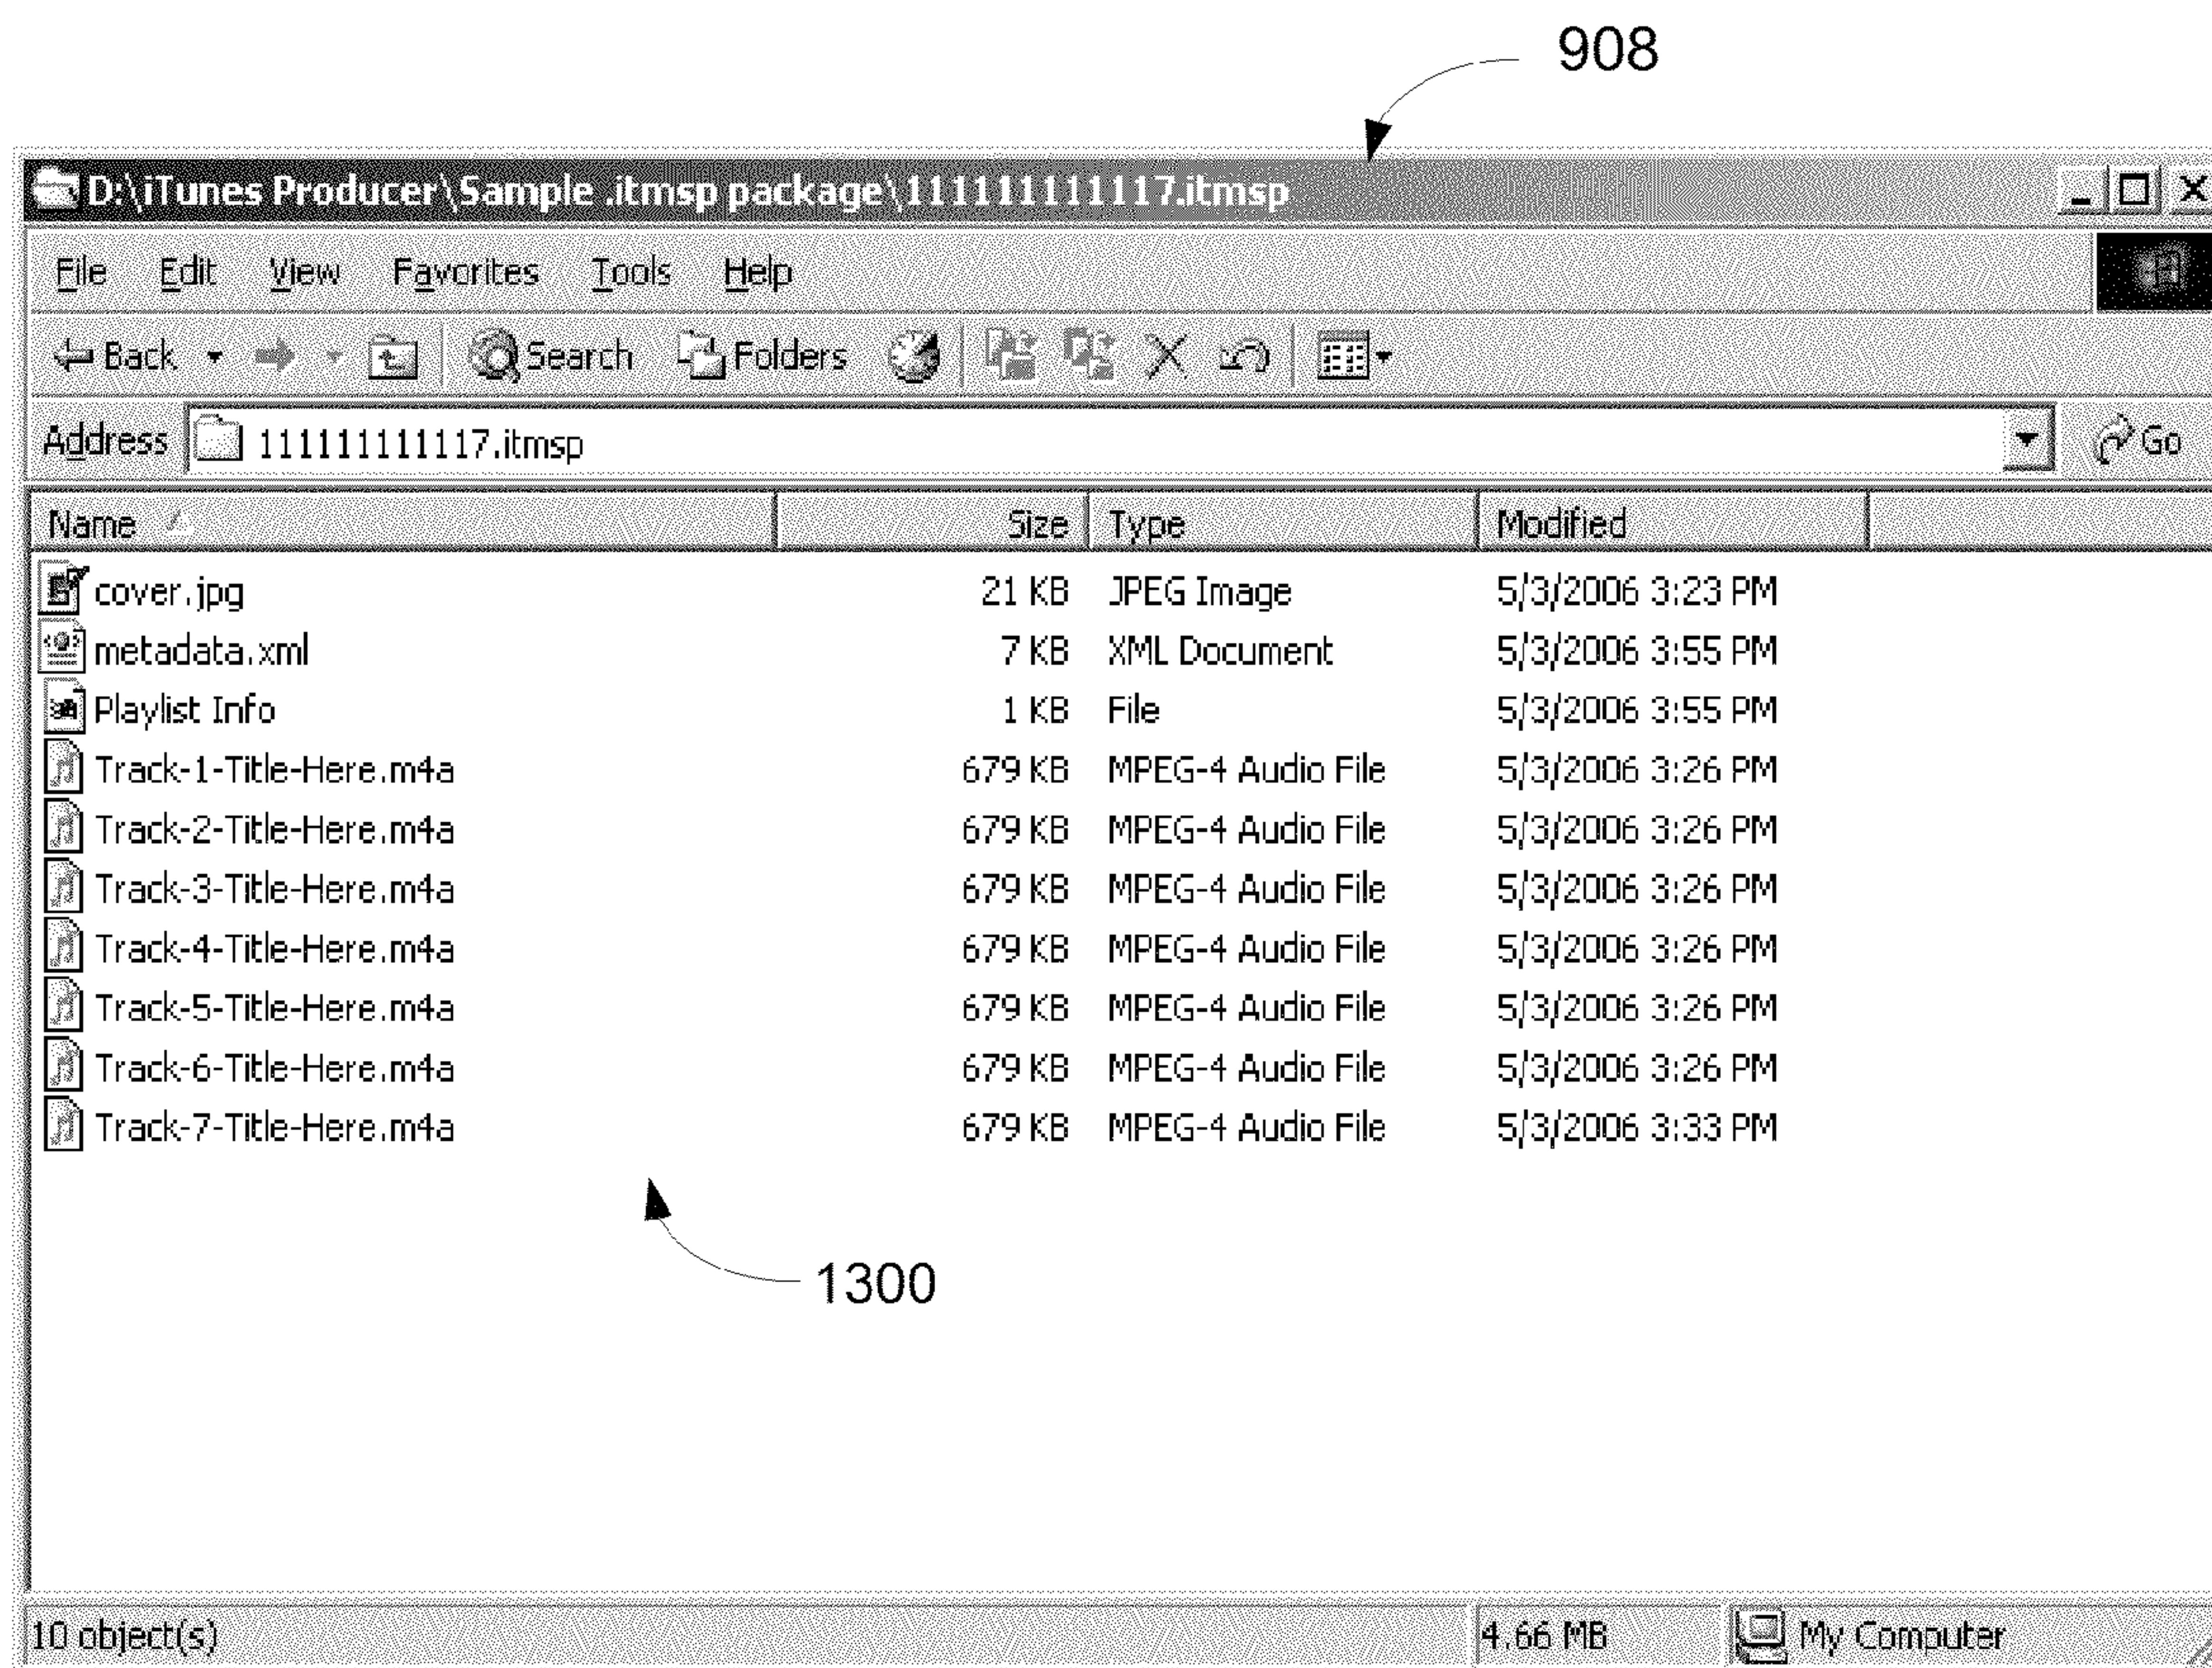 908
D:\iTunes Producer\Sample .itmsp package\111111111117.itmsp
File Edit View Favorites Tools Help
Back Search Folders
Address 111111111117.itmsp Go
Name Size Type Modified
cover.jpg 21 KB JPEG Image 5/3/2006 3:23 PM
metadata.xml 7 KB XML Document 5/3/2006 3:55 PM
Playlist Info 1 KB File 5/3/2006 3:55 PM
Track-1-Title-Here.m4a 679 KB MPEG-4 Audio File 5/3/2006 3:26 PM
Track-2-Title-Here.m4a 679 KB MPEG-4 Audio File 5/3/2006 3:26 PM
Track-3-Title-Here.m4a 679 KB MPEG-4 Audio File 5/3/2006 3:26 PM
Track-4-Title-Here.m4a 679 KB MPEG-4 Audio File 5/3/2006 3:26 PM
Track-5-Title-Here.m4a 679 KB MPEG-4 Audio File 5/3/2006 3:26 PM
Track-6-Title-Here.m4a 679 KB MPEG-4 Audio File 5/3/2006 3:26 PM
Track-7-Title-Here.m4a 679 KB MPEG-4 Audio File 5/3/2006 3:33 PM
1300
10 object(s) 4.66 MB My Computer